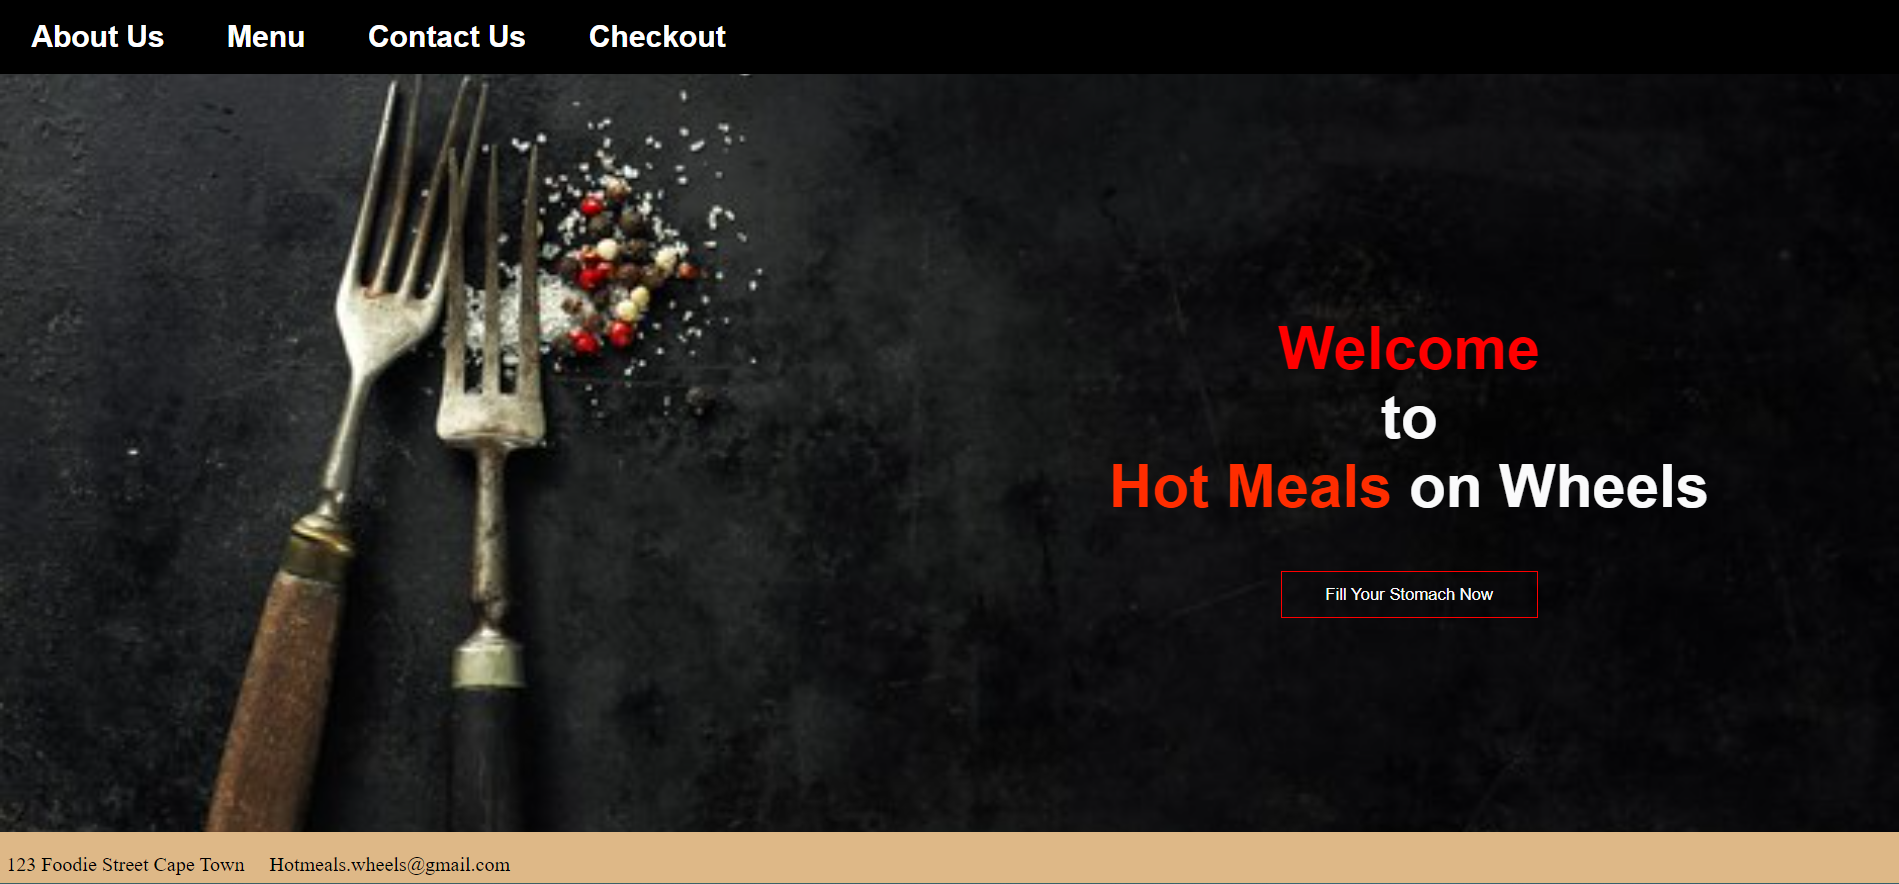 About Us Menu Contact Us Checkout
Welcome
to
Hot Meals on Wheels
Fill Your Stomach Now
123 Foodie Street Cape Town Hotmeals.wheels@gmail.com